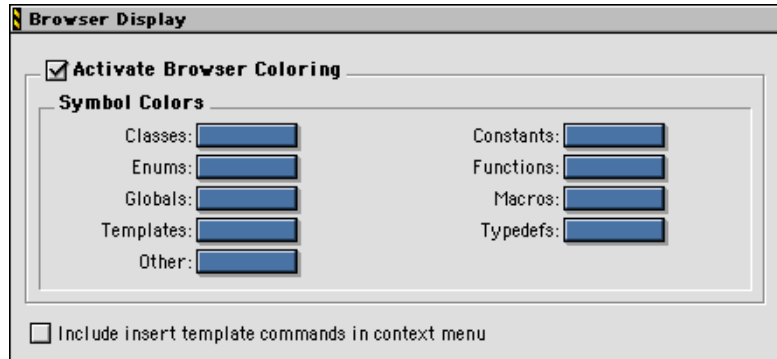 Browser Display
Activate Browser Coloring
Symbol Colors
Classes:
Constants:
Enums:
Functions:
Globals:
Macros:
Templates:
Typedefs:
Other:
Include insert template commands in context menu